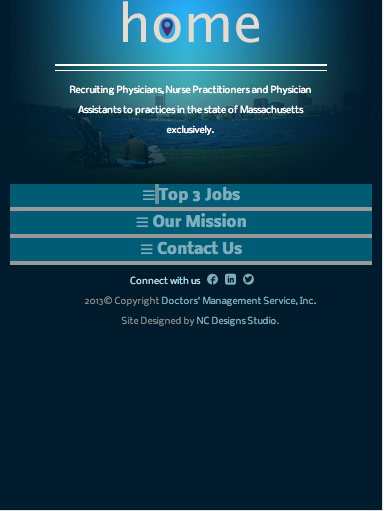 home
Recruiting Physicians, Nurse Practitioners and Physician
Assistants to practices in the state of Massachusetts
exclusively.
Top 3 Jobs
Our Mission
Contact Us
Connect with us
2013© Copyright Doctors' Management Service, Inc.
Site Designed by NC Designs Studio.